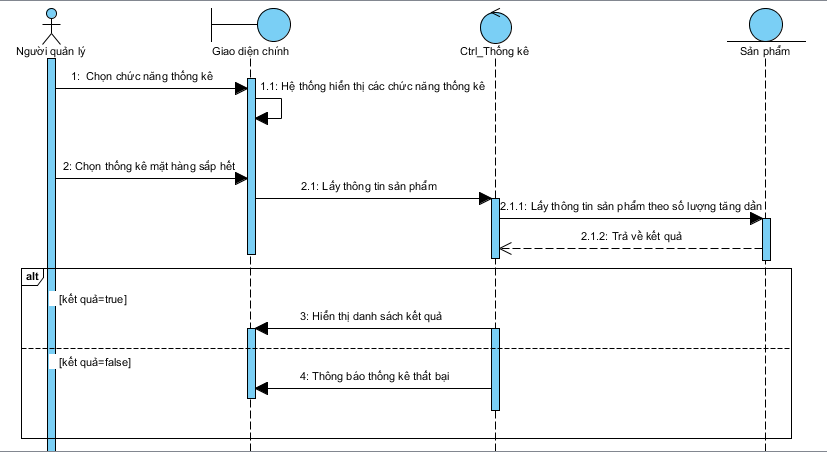 Người quản lý
Giao diện chính
Ctrl_Thống kê
Sản phẩm
1: Chọn chức năng thống kê
1.1: Hệ thống hiển thị các chức năng thống kê
2: Chọn thống kê mặt hàng sắp hết
2.1: Lấy thông tin sản phẩm
2.1.1: Lấy thông tin sản phẩm theo số lượng tăng dần
2.1.2: Trả về kết quả
alt
[kết quả=true]
3: Hiển thị danh sách kết quả
[kết quả=false]
4: Thông báo thống kê thất bại